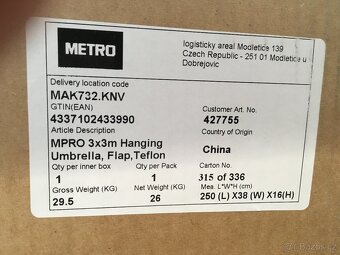 METRO
logisticky areal Modletice 139
Czech Republic - 251 01 Modletice u
Dobrejovic
Delivery location code
MAK732.KNV
GTIN(EAN)
4337102433990
Customer Art. No.
427755
Article Description
MPRO 3x3m Hanging
Umbrella, Flap,Teflon
Country of Origin
China
Qty per inner box
1
Qty per Pack
1
Carton No.
315 of 336
Gross Weight (KG)
29.5
Net Weight (KG)
26
Mea. L*W*H (CM)
250 (L) X38 (W) X16(H)